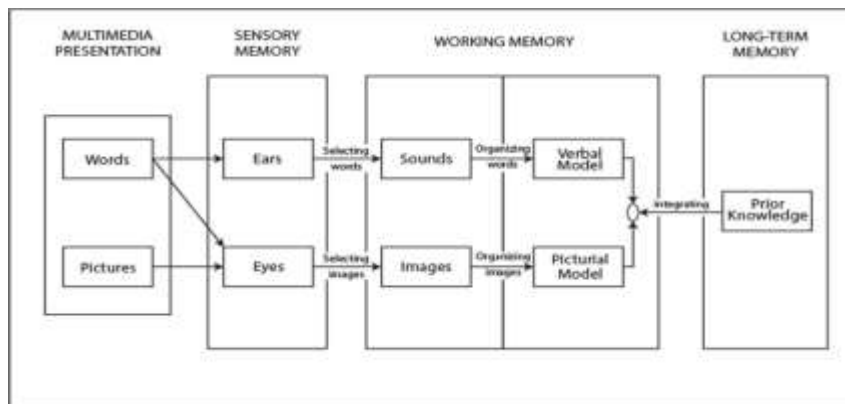 MULTIMEDIA
PRESENTATION
SENSORY
MEMORY
WORKING MEMORY
LONG-TERM
MEMORY
Words
Ears
Selecting
words
Sounds
Organizing
words
Verbal
Model
Integrating
Prior
Knowledge
Pictures
Eyes
Selecting
images
Images
Organizing
images
Picturial
Model